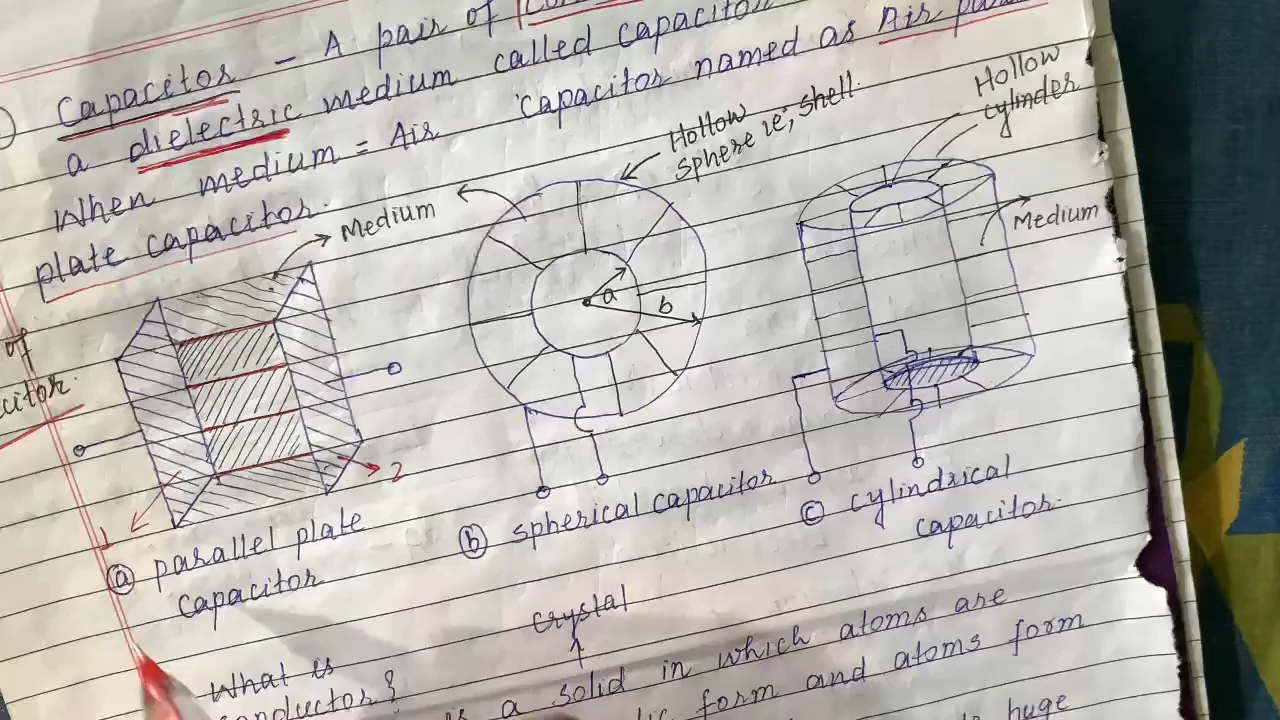 Capacitor - A pair of
a dielectric medium called capacitor
When medium = Air Capacitor named as Air
plate capacitor.
Hollow
sphere ie; shell.
Hollow
cylinder
Medium
Medium
a
b
of
citor.
1
2
ⓐ parallel plate
capacitor
ⓑ spherical capacitor
ⓒ cylindrical
capacitor.
crystal
What is
conductor?
a solid in which atoms are
form and atoms form
huge